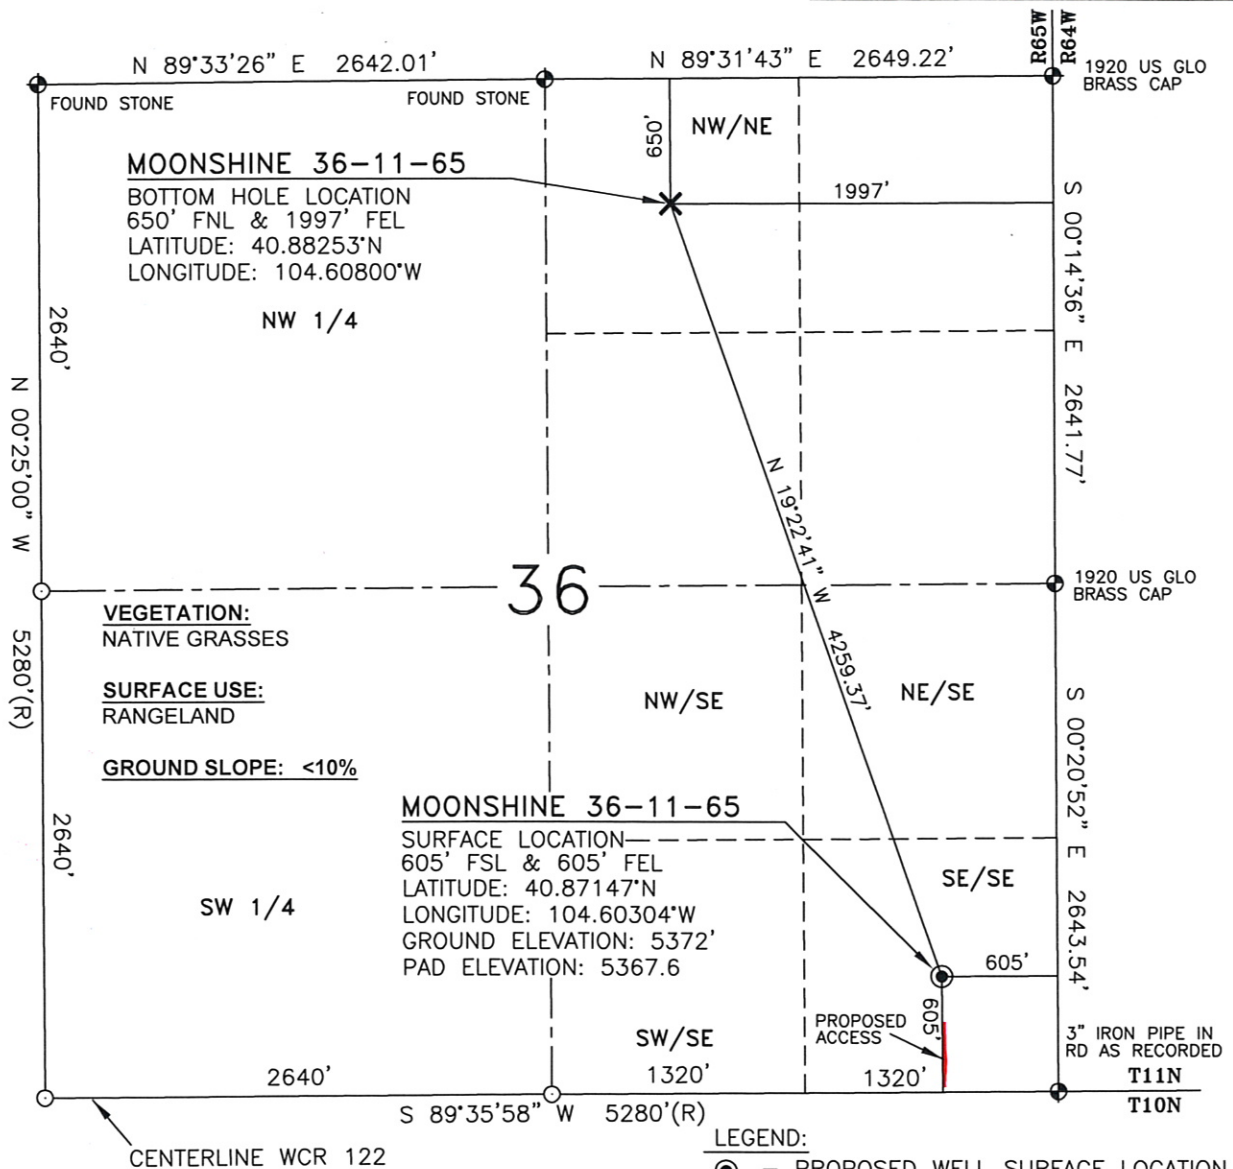 R65W
R64W
N 89°33'26" E 2642.01'
N 89°31'43" E 2649.22'
1920 US GLO
BRASS CAP
FOUND STONE
FOUND STONE
650'
NW/NE
MOONSHINE 36-11-65
BOTTOM HOLE LOCATION
650' FNL & 1997' FEL
LATITUDE: 40.88253°N
LONGITUDE: 104.60800°W
1997'
S 00°14'36" E 2641.77'
NW 1/4
2640'
N 00°25'00" W 5280'(R)
N 19°22'41" W
4259.37'
36
1920 US GLO
BRASS CAP
VEGETATION:
NATIVE GRASSES
SURFACE USE:
RANGELAND
GROUND SLOPE: <10%
NW/SE
NE/SE
S 00°20'52" E 2643.54'
MOONSHINE 36-11-65
SURFACE LOCATION
605' FSL & 605' FEL
LATITUDE: 40.87147°N
LONGITUDE: 104.60304°W
GROUND ELEVATION: 5372'
PAD ELEVATION: 5367.6
2640'
SW 1/4
SE/SE
605'
605'
PROPOSED
ACCESS
SW/SE
3" IRON PIPE IN
RD AS RECORDED
2640'
1320'
1320'
T11N
T10N
S 89°35'58" W 5280'(R)
CENTERLINE WCR 122
LEGEND:
= PROPOSED WELL SURFACE LOCATION